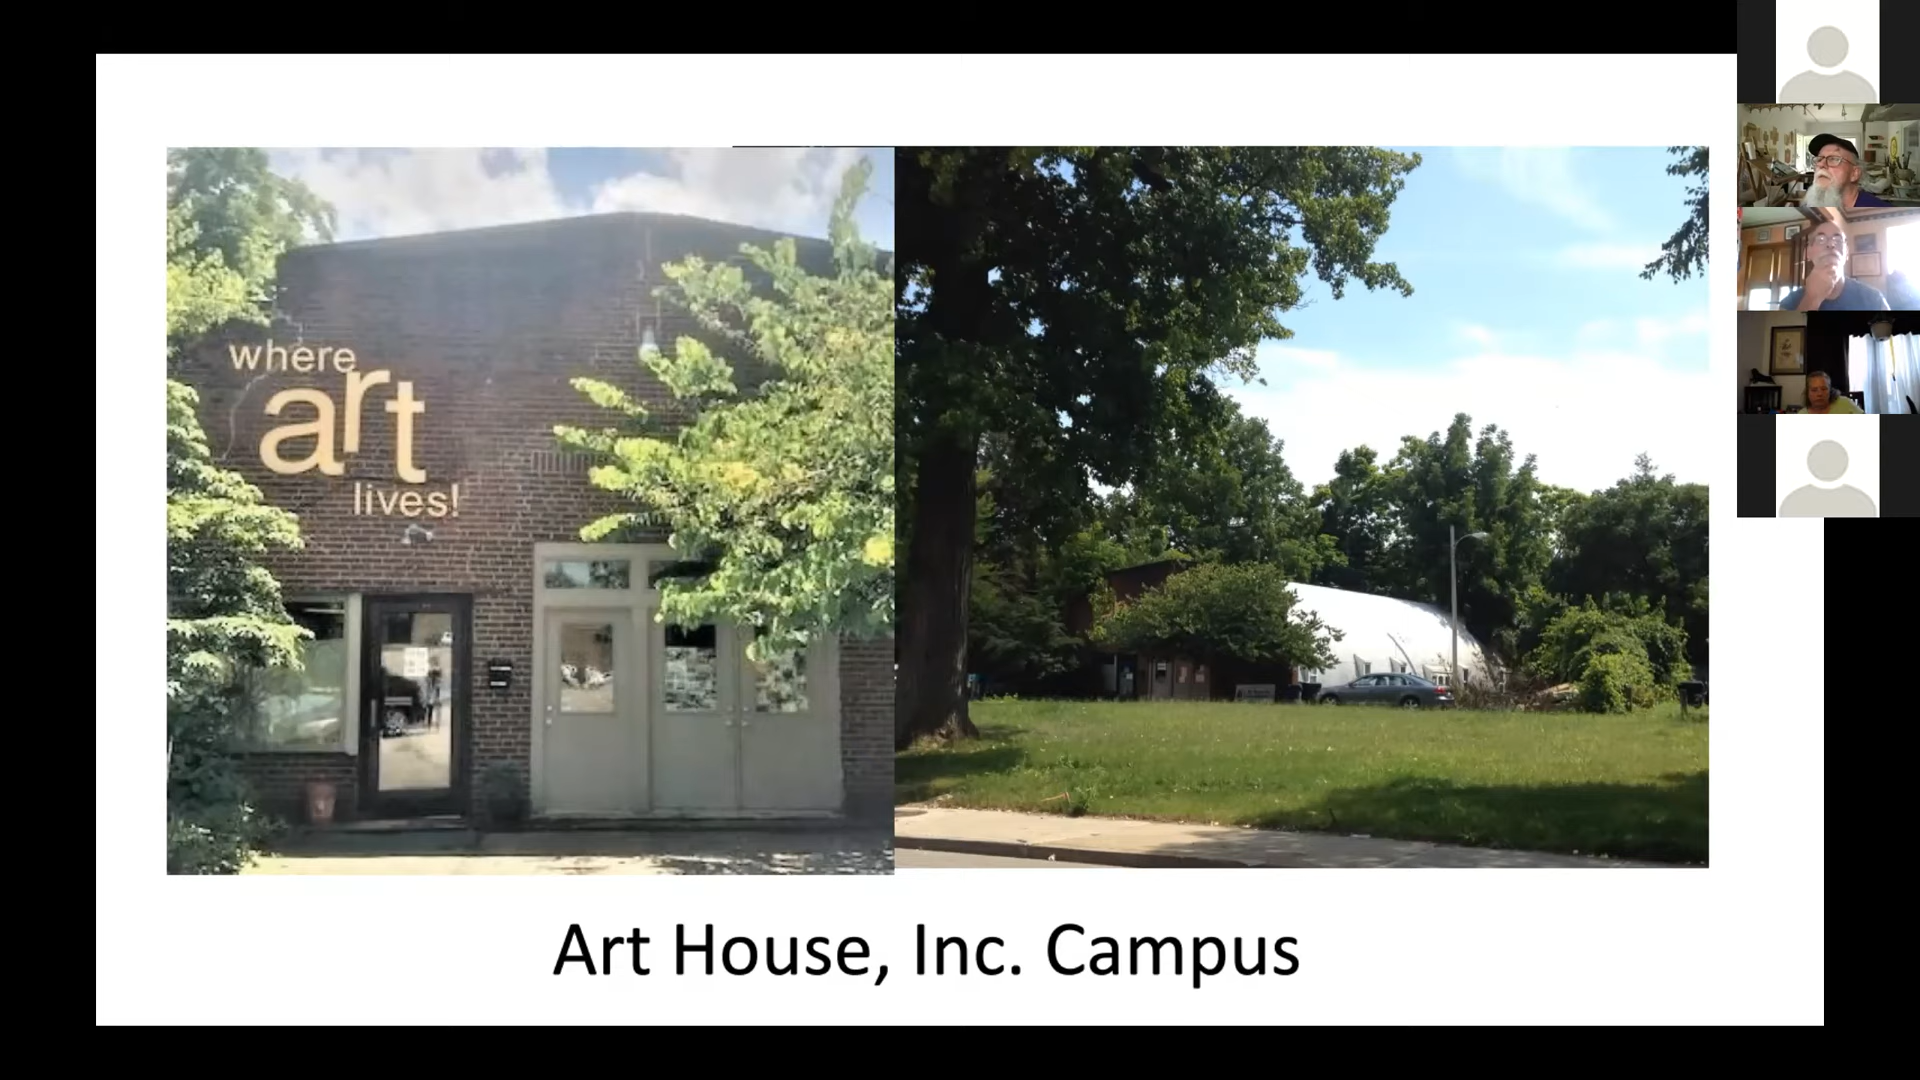 where
art
lives!
Art House, Inc. Campus